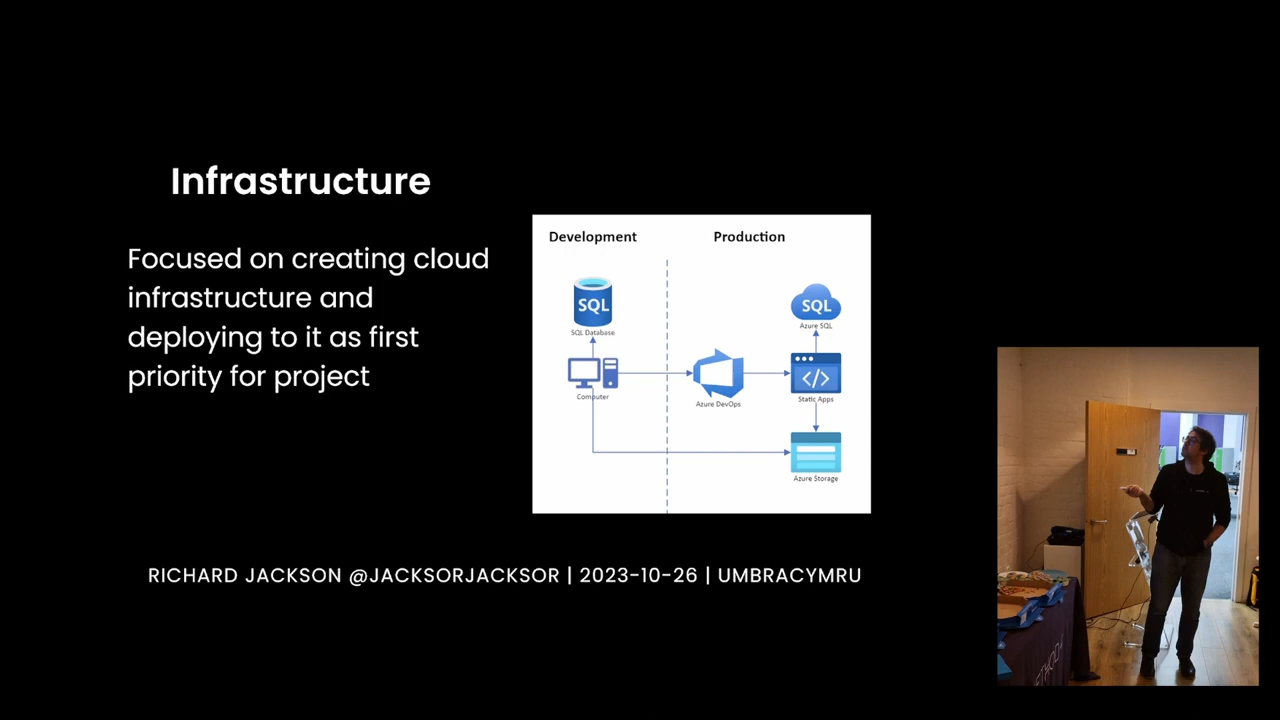 Infrastructure
Focused on creating cloud
infrastructure and
deploying to it as first
priority for project
Development
Production
SQL
SQL Database
SQL
Azure SQL
Computer
Azure DevOps
</>
Static Apps
Azure Storage
RICHARD JACKSON @JACKSORJACKSOR | 2023-10-26 | UMBRACYMRU